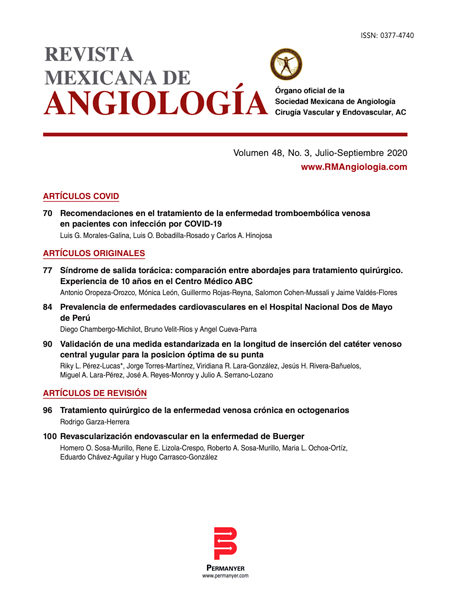 ISSN: 0377-4740
REVISTA
MEXICANA DE
ANGIOLOGÍA
Órgano oficial de la
Sociedad Mexicana de Angiología
Cirugía Vascular y Endovascular, AC
Volumen 48, No. 3, Julio-Septiembre 2020
www.RMAngiologia.com
ARTÍCULOS COVID
70 Recomendaciones en el tratamiento de la enfermedad tromboembólica venosa
en pacientes con infección por COVID-19
Luis G. Morales-Galina, Luis O. Bobadilla-Rosado y Carlos A. Hinojosa
ARTÍCULOS ORIGINALES
77 Síndrome de salida torácica: comparación entre abordajes para tratamiento quirúrgico.
Experiencia de 10 años en el Centro Médico ABC
Antonio Oropeza-Orozco, Mónica León, Guillermo Rojas-Reyna, Salomon Cohen-Mussali y Jaime Valdés-Flores
84 Prevalencia de enfermedades cardiovasculares en el Hospital Nacional Dos de Mayo
de Perú
Diego Chambergo-Michilot, Bruno Velit-Rios y Angel Cueva-Parra
90 Validación de una medida estandarizada en la longitud de inserción del catéter venoso
central yugular para la posicion óptima de su punta
Riky L. Pérez-Lucas*, Jorge Torres-Martínez, Viridiana R. Lara-González, Jesús H. Rivera-Bañuelos,
Miguel A. Lara-Pérez, José A. Reyes-Monroy y Julio A. Serrano-Lozano
ARTÍCULOS DE REVISIÓN
96 Tratamiento quirúrgico de la enfermedad venosa crónica en octogenarios
Rodrigo Garza-Herrera
100 Revascularización endovascular en la enfermedad de Buerger
Homero O. Sosa-Murillo, Rene E. Lizola-Crespo, Roberto A. Sosa-Murillo, Maria L. Ochoa-Ortíz,
Eduardo Chávez-Aguilar y Hugo Carrasco-González
PERMANYER
www.permanyer.com